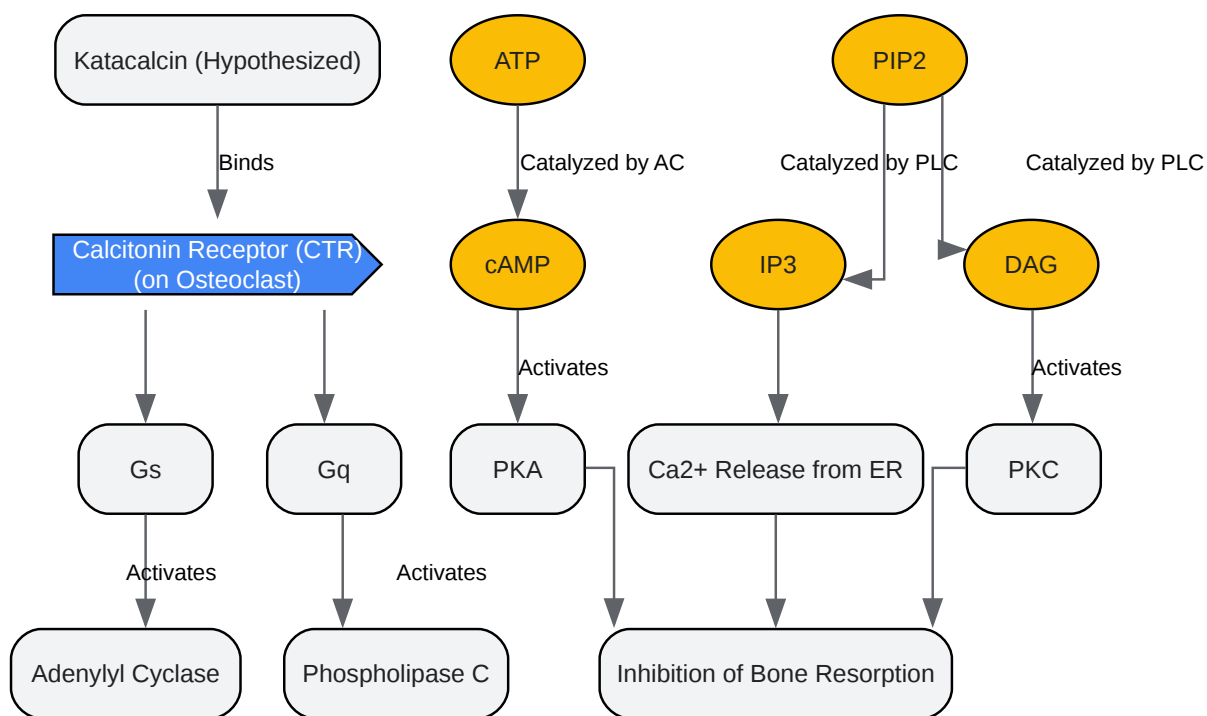 Katacalcin (Hypothesized)
ATP
PIP2
Binds
Catalyzed by AC
Catalyzed by PLC
Catalyzed by PLC
Calcitonin Receptor (CTR)
(on Osteoclast)
cAMP
IP3
DAG
Activates
Activates
Gs
Gq
PKA
Ca2+ Release from ER
PKC
Activates
Activates
Adenylyl Cyclase
Phospholipase C
Inhibition of Bone Resorption